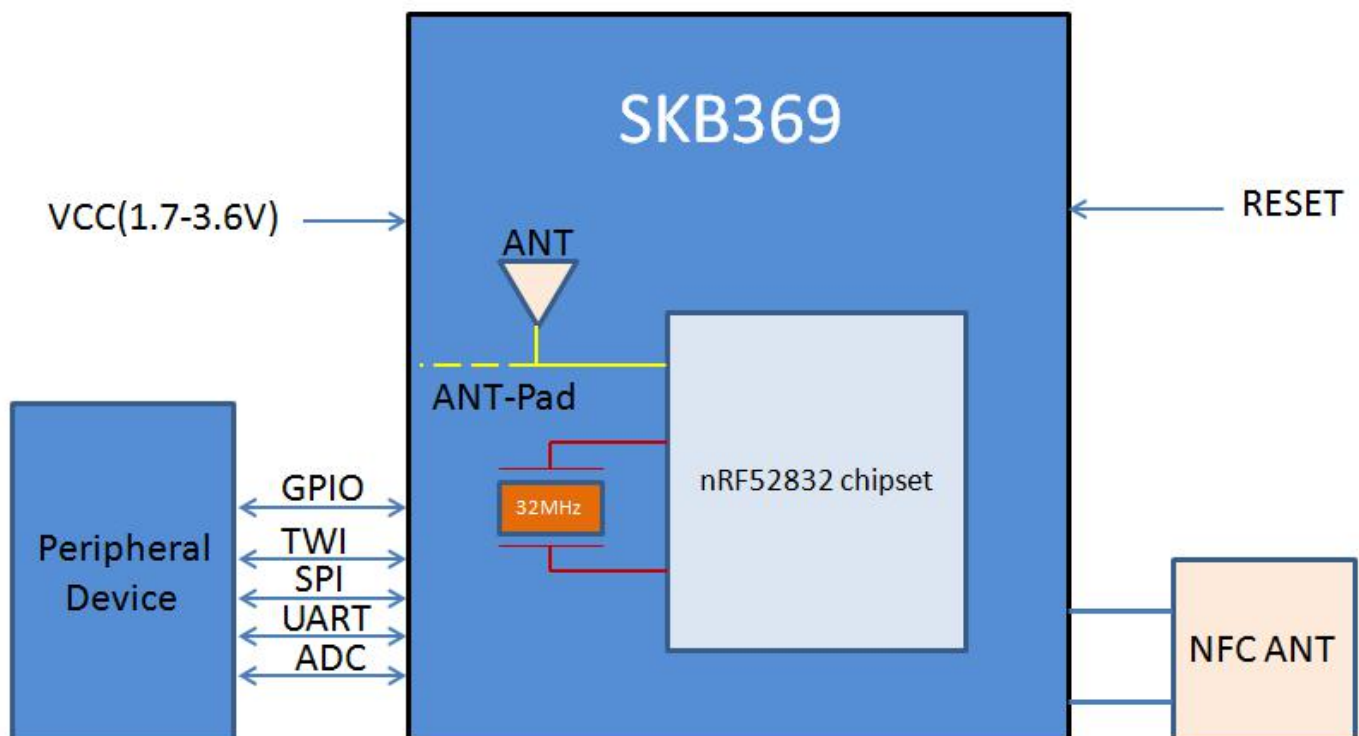 SKB369
VCC(1.7-3.6V)
RESET
ANT
ANT-Pad
GPIO
TWI
SPI
UART
ADC
Peripheral
Device
32MHz
nRF52832 chipset
NFC ANT